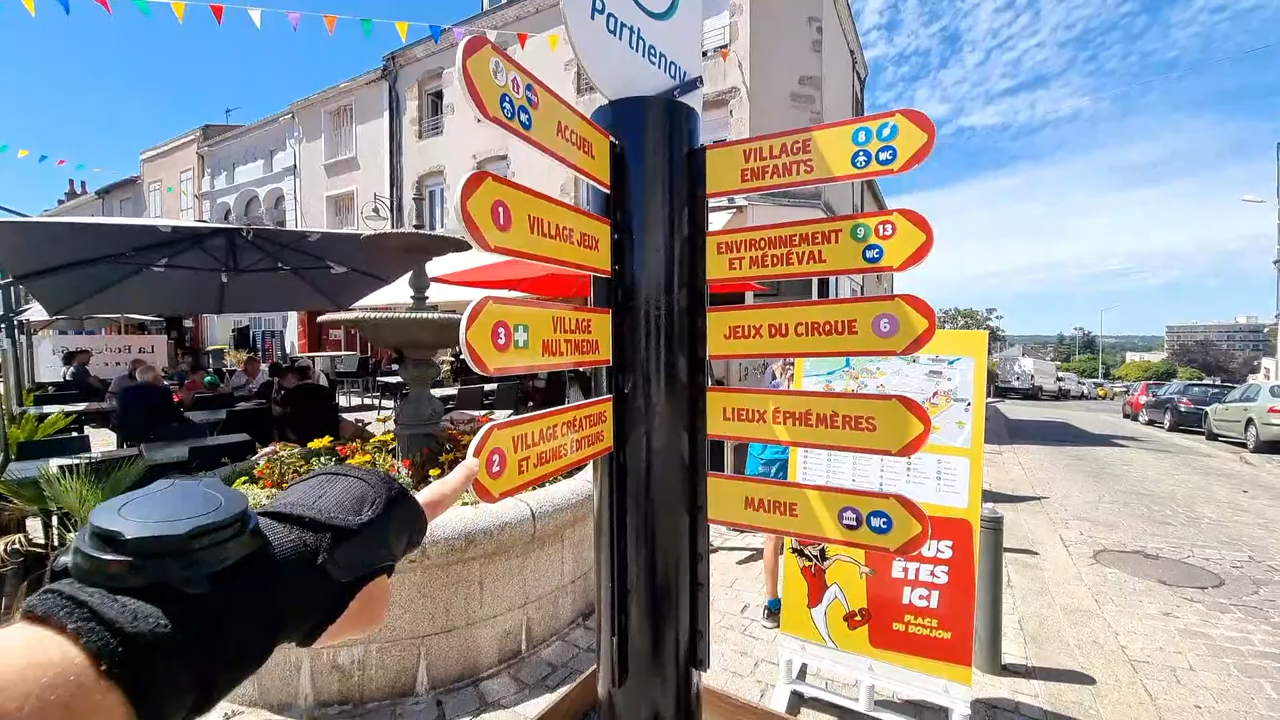 Parthenay
WC
ACCUEIL
1 VILLAGE JEUX
3 VILLAGE
MULTIMEDIA
2 VILLAGE CRÉATEURS
ET JEUNES ÉDITEURS
VILLAGE
ENFANTS
8
WC
ENVIRONNEMENT
ET MÉDIÉVAL
9 13
WC
JEUX DU CIRQUE 6
LIEUX ÉPHÉMÈRES
MAIRIE WC
ÊTES
ICI
PLACE
DU DONJON